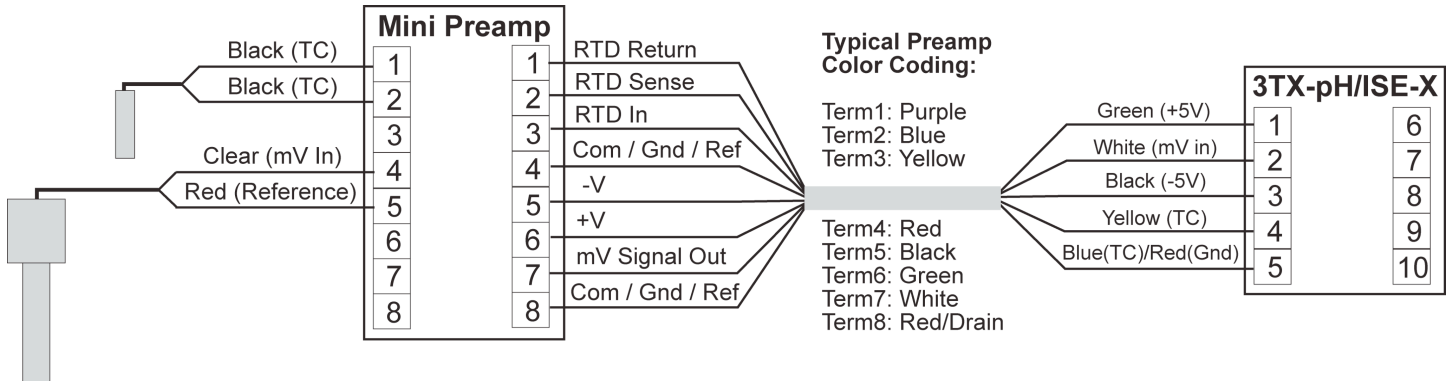 Mini Preamp
Black (TC)
Black (TC)
Clear (mV In)
Red (Reference)
1
2
3
4
5
6
7
8
1
2
3
4
5
6
7
8
RTD Return
RTD Sense
RTD In
Com / Gnd / Ref
-V
+V
mV Signal Out
Com / Gnd / Ref
Typical Preamp
Color Coding:
Term1: Purple
Term2: Blue
Term3: Yellow
Term4: Red
Term5: Black
Term6: Green
Term7: White
Term8: Red/Drain
Green (+5V)
White (mV in)
Black (-5V)
Yellow (TC)
Blue(TC)/Red(Gnd)
3TX-pH/ISE-X
1
2
3
4
5
6
7
8
9
10